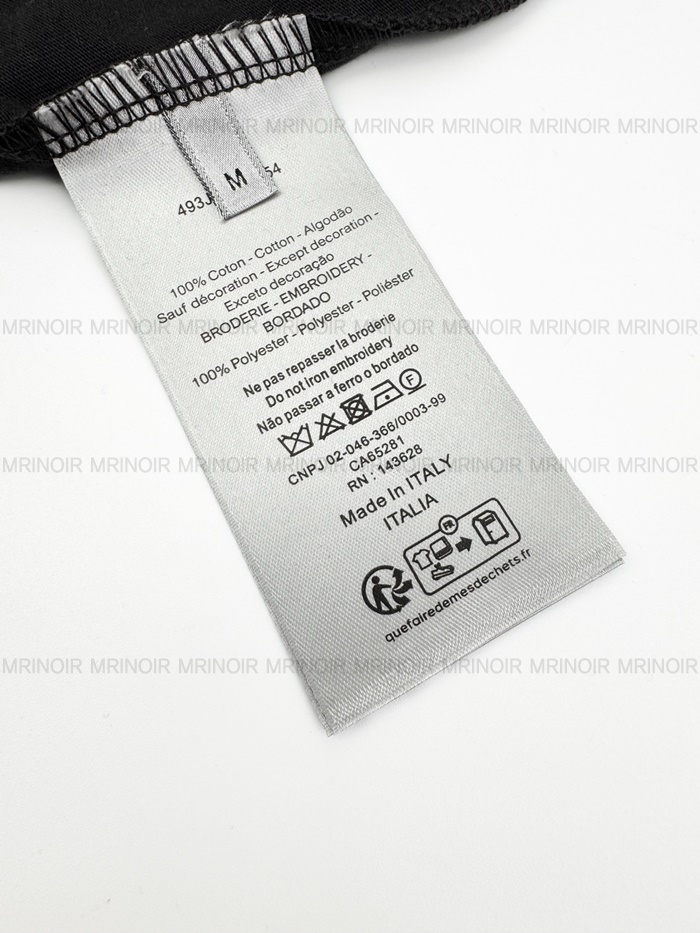 M
493J 54
100% Coton - Cotton - Algodão
Sauf décoration - Except decoration -
Exceto decoração
BRODERIE - EMBROIDERY -
BORDADO
100% Polyester - Polyester - Poliéster
Ne pas repasser la broderie
Do not iron embroidery
Não passar a ferro o bordado
F
CNPJ 02-046-366/0003-99
CA65281
RN : 143628
Made In ITALY
ITALIA
FR
quefairedemesdechets.fr
MRINOIR MRINOIR MRINOIR MRINOIR MRINOIR MRINOIR MRINOIR MRINOIR
MRINOIR MRINOIR MRINOIR MRINOIR MRINOIR MRINOIR MRINOIR MRINOIR
MRINOIR MRINOIR MRINOIR MRINOIR MRINOIR MRINOIR MRINOIR MRINOIR
MRINOIR MRINOIR MRINOIR MRINOIR MRINOIR MRINOIR MRINOIR MRINOIR